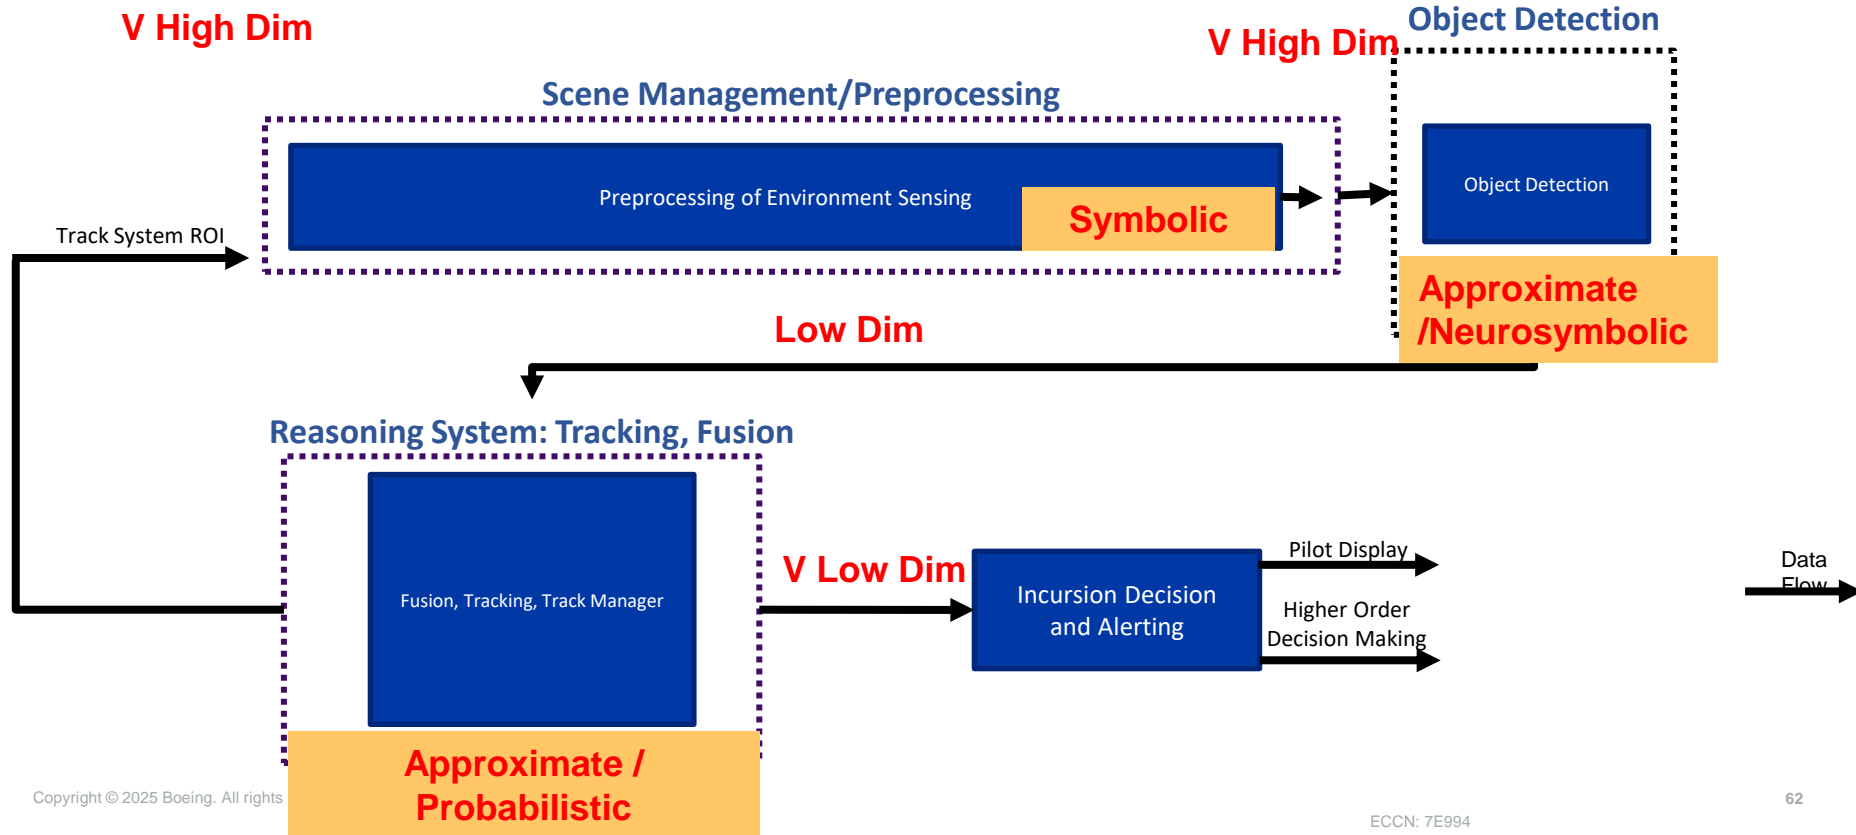 V High Dim
Object Detection
V High Dim
Scene Management/Preprocessing
Preprocessing of Environment Sensing
Symbolic
Object Detection
Track System ROI
Approximate
/Neurosymbolic
Low Dim
Reasoning System: Tracking, Fusion
Fusion, Tracking, Track Manager
V Low Dim
Incursion Decision
and Alerting
Pilot Display
Higher Order
Decision Making
Data
Flow
Approximate /
Probabilistic
Copyright © 2025 Boeing. All rights
62
ECCN: 7E994